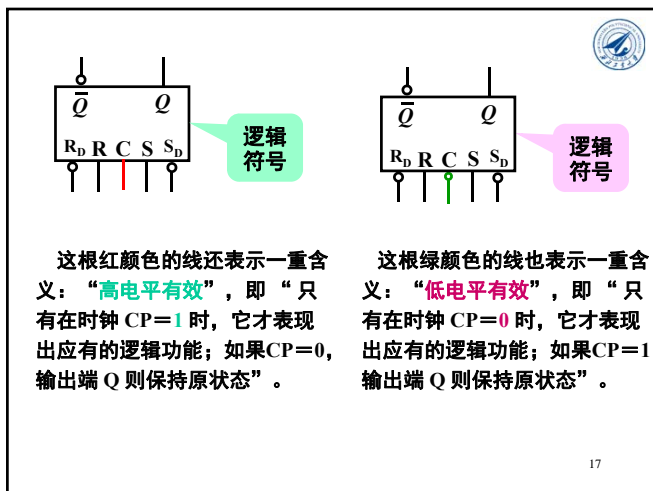 Q̅ Q
R_D R C S S_D
逻辑
符号
这根红颜色的线还表示一重含
义：“高电平有效”，即 “ 只
有在时钟 CP＝1 时，它才表现
出应有的逻辑功能；如果CP＝0，
输出端 Q 则保持原状态” 。
Q̅ Q
R_D R C S S_D
逻辑
符号
这根绿颜色的线也表示一重含
义：“低电平有效”，即 “ 只
有在时钟 CP＝0 时，它才表现
出应有的逻辑功能；如果CP＝1
输出端 Q 则保持原状态” 。
17